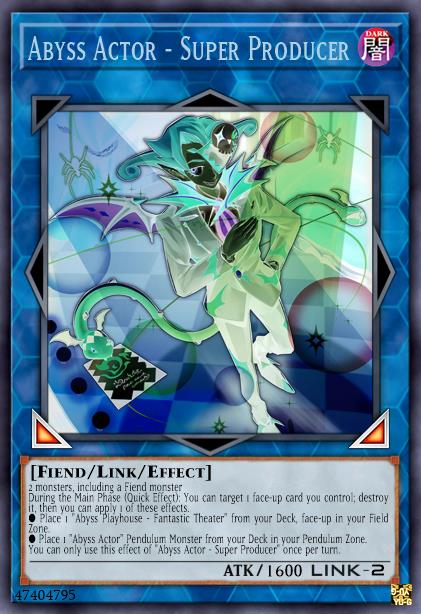 ABYSS ACTOR - SUPER PRODUCER
DARK
闇
[FIEND/LINK/EFFECT]
2 monsters, including a Fiend monster
During the Main Phase (Quick Effect): You can target 1 face-up card you control; destroy
it, then you can apply 1 of these effects.
● Place 1 "Abyss Playhouse - Fantastic Theater" from your Deck, face-up in your Field
Zone.
● Place 1 "Abyss Actor" Pendulum Monster from your Deck in your Pendulum Zone.
You can only use this effect of "Abyss Actor - Super Producer" once per turn.
ATK/1600 LINK-2
47404795